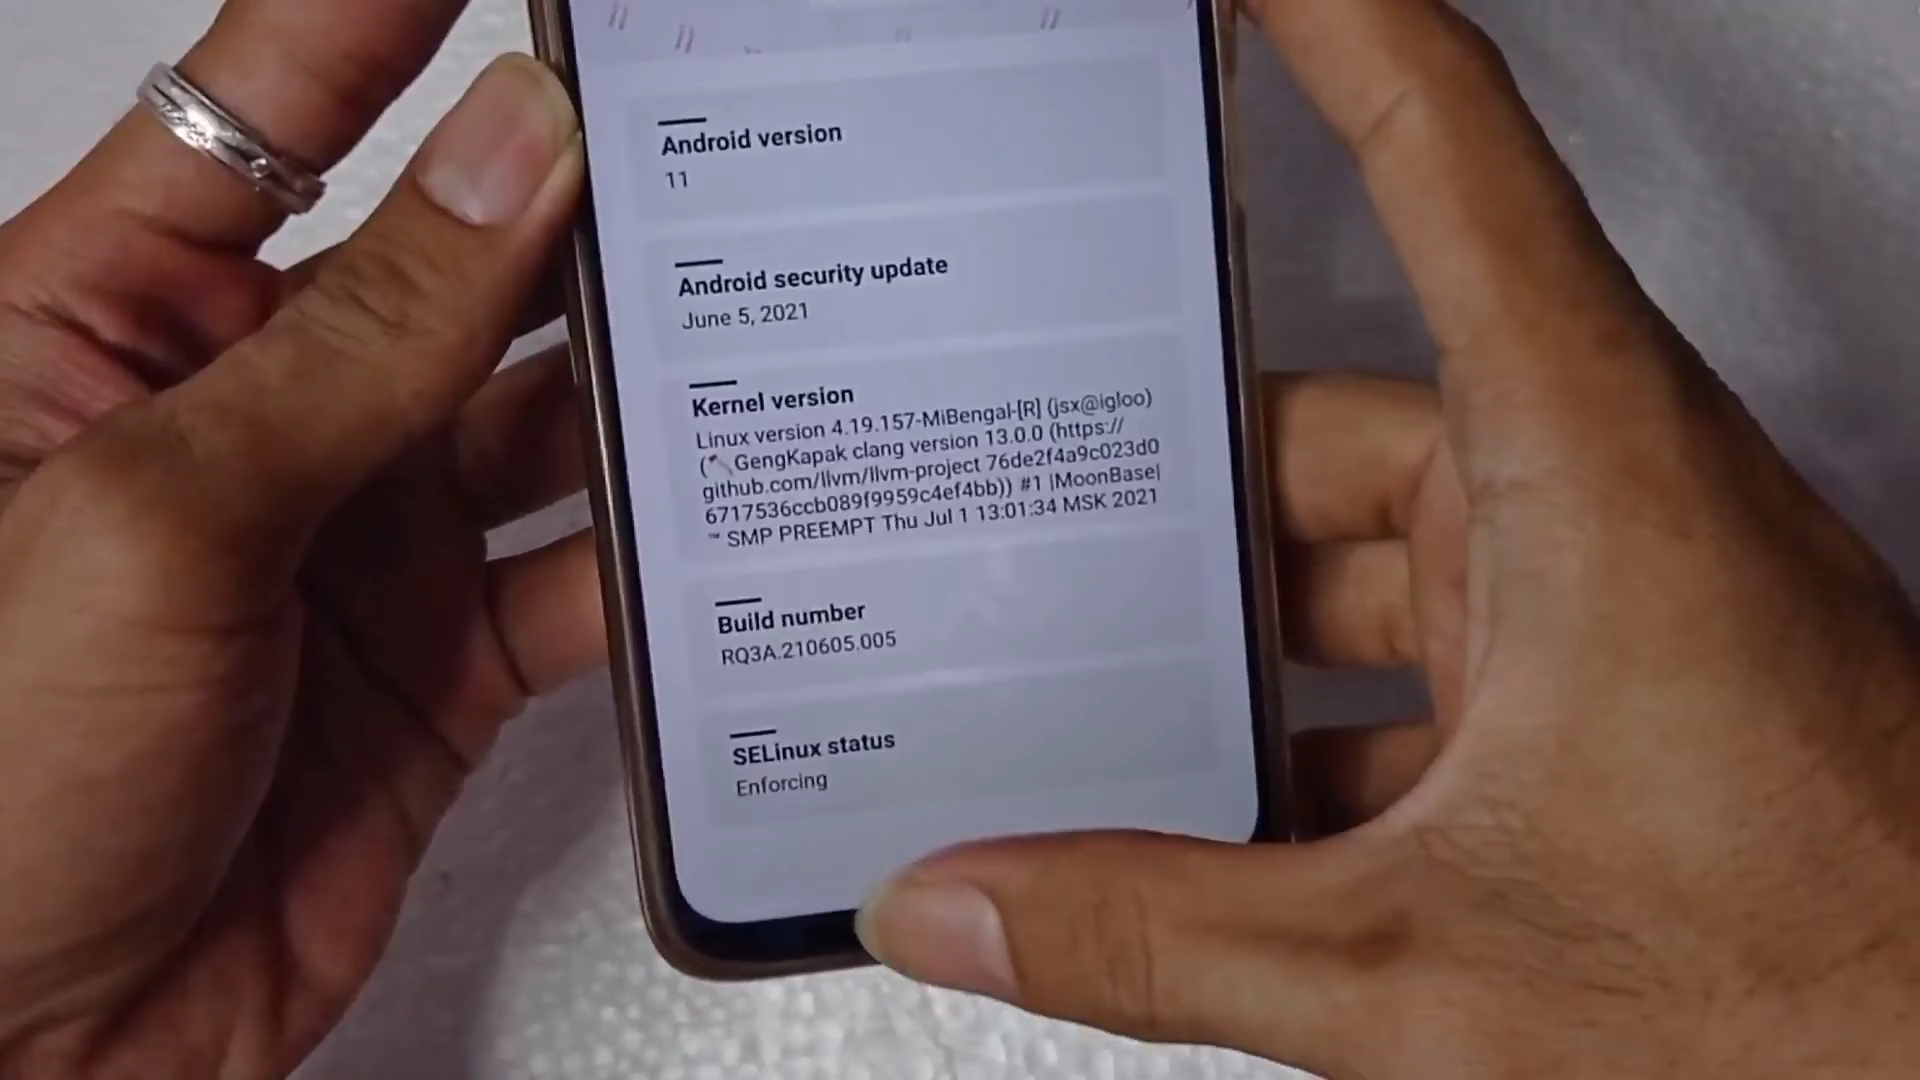 Android version
11
Android security update
June 5, 2021
Kernel version
Linux version 4.19.157-MiBengal-[R] (jsx@igloo)
(🪓GengKapak clang version 13.0.0 (https://
github.com/llvm/llvm-project 76de2f4a9c023d0
6717536ccb089f9959c4ef4bb)) #1 |MoonBase|
™ SMP PREEMPT Thu Jul 1 13:01:34 MSK 2021
Build number
RQ3A.210605.005
SELinux status
Enforcing